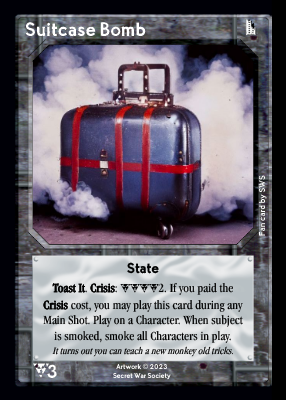 Suitcase Bomb
Fan card by SWS
State
Toast It. Crisis: 2. If you paid the
Crisis cost, you may play this card during any
Main Shot. Play on a Character. When subject
is smoked, smoke all Characters in play.
It turns out you can teach a new monkey old tricks.
3
Artwork © 2023
Secret War Society